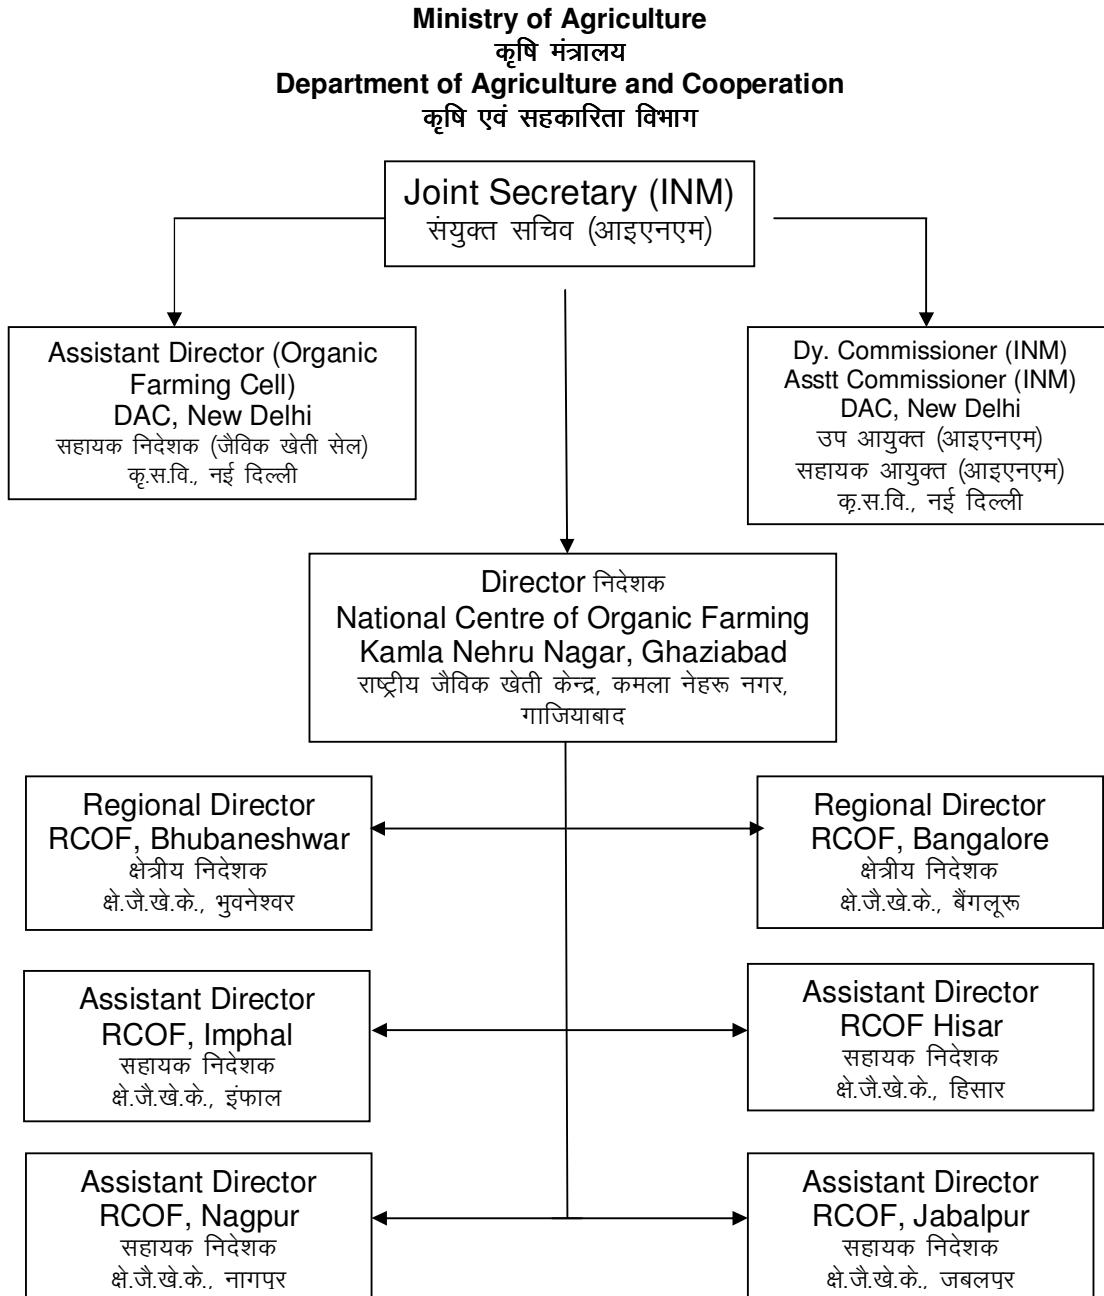 Ministry of Agriculture
कृषि मंत्रालय
Department of Agriculture and Cooperation
कृषि एवं सहकारिता विभाग
Joint Secretary (INM)
संयुक्त सचिव (आइएनएम)
Assistant Director (Organic
Farming Cell)
DAC, New Delhi
सहायक निदेशक (जैविक खेती सेल)
कृ.स.वि., नई दिल्ली
Dy. Commissioner (INM)
Asstt Commissioner (INM)
DAC, New Delhi
उप आयुक्त (आइएनएम)
सहायक आयुक्त (आइएनएम)
कृ.स.वि., नई दिल्ली
Director निदेशक
National Centre of Organic Farming
Kamla Nehru Nagar, Ghaziabad
राष्ट्रीय जैविक खेती केन्द्र, कमला नेहरू नगर,
गाजियाबाद
Regional Director
RCOF, Bhubaneshwar
क्षेत्रीय निदेशक
क्षे.जै.खे.के., भुवनेश्वर
Regional Director
RCOF, Bangalore
क्षेत्रीय निदेशक
क्षे.जै.खे.के., बैंगलूरू
Assistant Director
RCOF, Imphal
सहायक निदेशक
क्षे.जै.खे.के., इंफाल
Assistant Director
RCOF Hisar
सहायक निदेशक
क्षे.जै.खे.के., हिसार
Assistant Director
RCOF, Nagpur
सहायक निदेशक
क्षे.जै.खे.के., नागपुर
Assistant Director
RCOF, Jabalpur
सहायक निदेशक
क्षे.जै.खे.के., जबलपुर